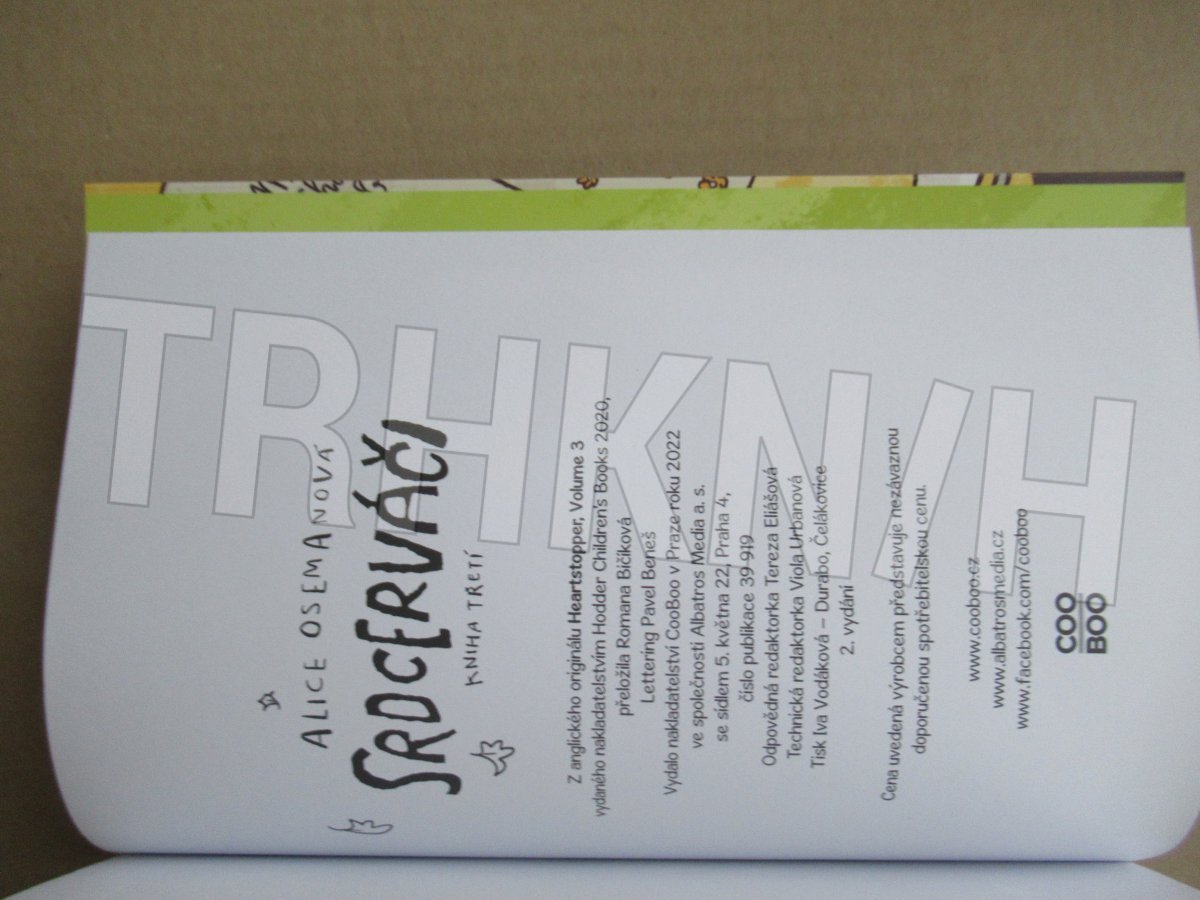 ALICE OSEMANOVÁ
SRDCERVÁČI
KNIHA TŘETÍ
Z anglického originálu Heartstopper, Volume 3
vydaného nakladatelstvím Hodder Children's Books 2020,
přeložila Romana Bičíková
Lettering Pavel Beneš
Vydalo nakladatelství CooBoo v Praze roku 2022
ve společnosti Albatros Media a. s.
se sídlem 5. května 22, Praha 4,
číslo publikace 39 919
Odpovědná redaktorka Tereza Eliášová
Technická redaktorka Viola Urbanová
Tisk Iva Vodáková – Durabo, Čelákovice
2. vydání
Cena uvedená výrobcem představuje nezávaznou
doporučenou spotřebitelskou cenu.
www.cooboo.cz
www.albatrosmedia.cz
www.facebook.com/cooboo
COO
BOO
TRHKNIH